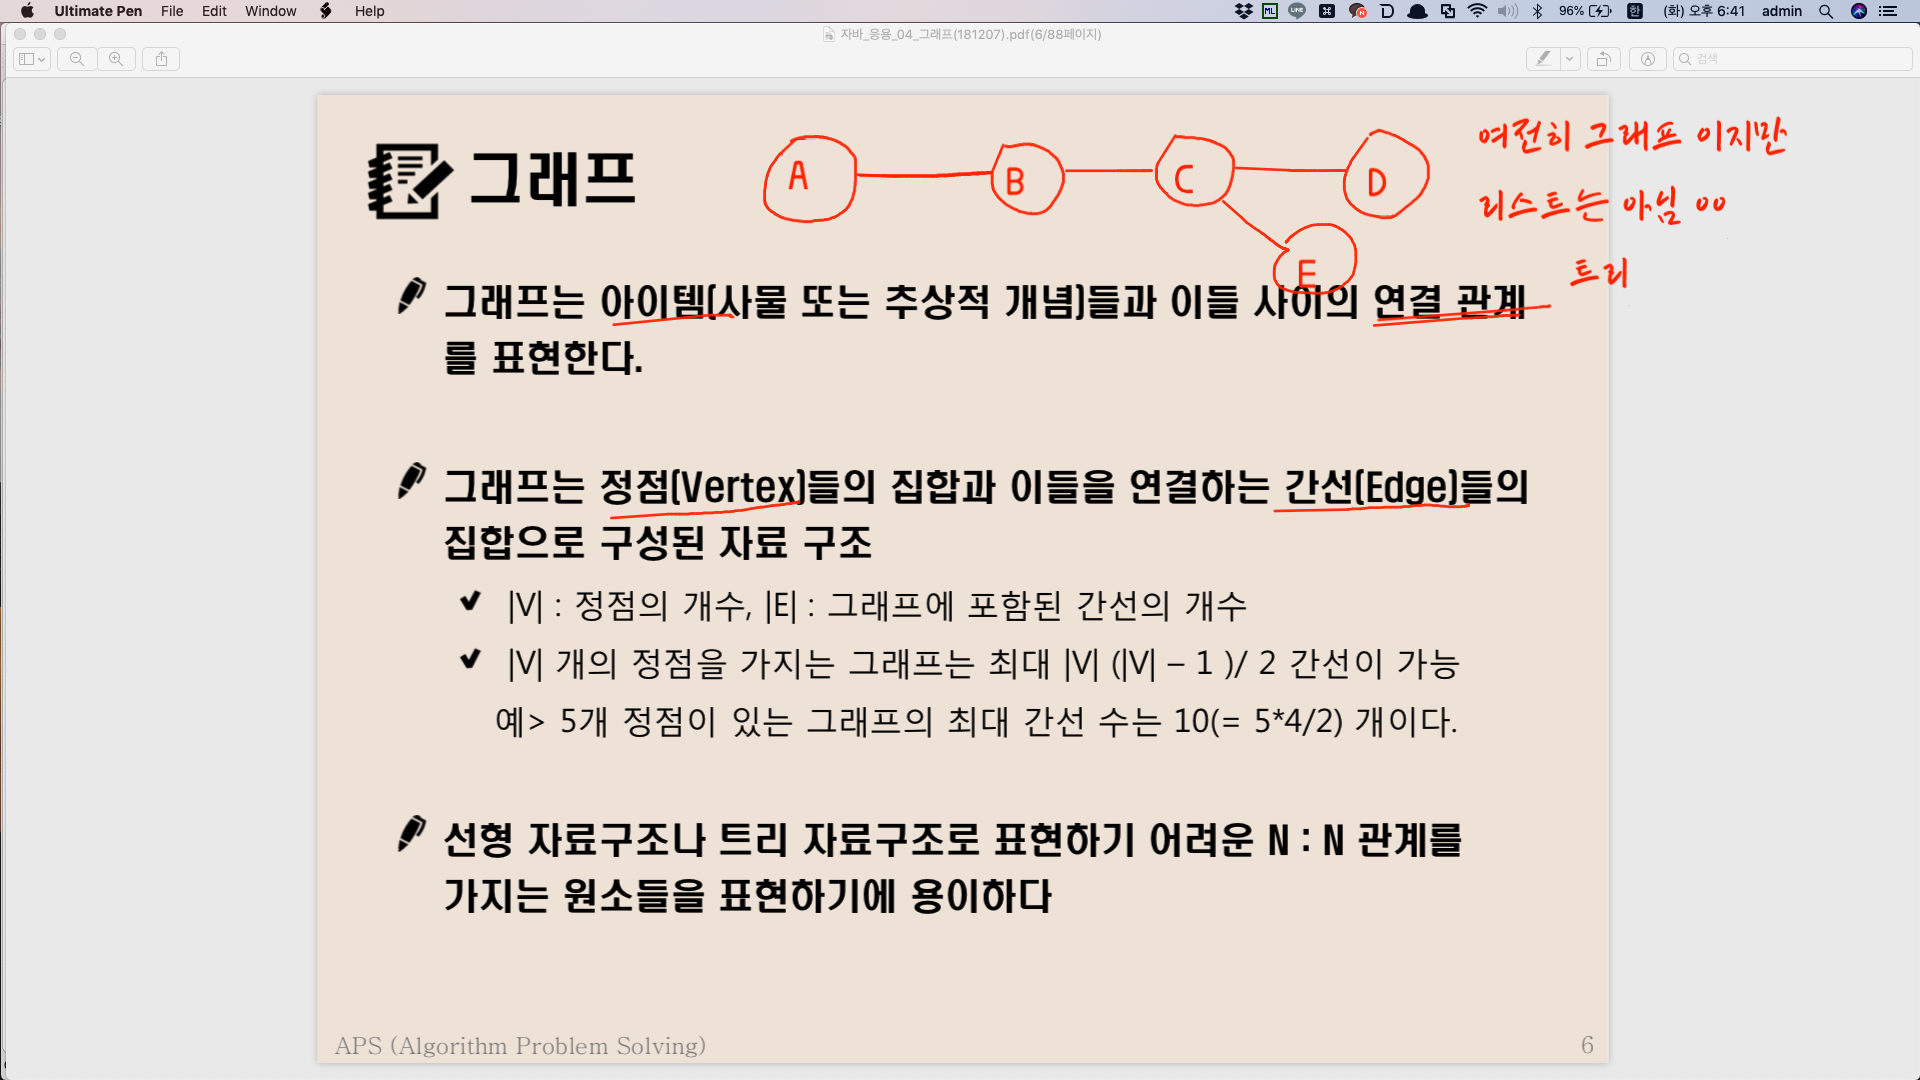 Ultimate Pen File Edit Window Help
96% 한 (화) 오후 6:41 admin
자바_응용_04_그래프(181207).pdf(6/88페이지)
검색
그래프
A B C D
E
여전히 그래프 이지만
리스트는 아님 ㅇㅇ
트리
그래프는 아이템(사물 또는 추상적 개념)들과 이들 사이의 연결 관계
를 표현한다.
그래프는 정점(Vertex)들의 집합과 이들을 연결하는 간선(Edge)들의
집합으로 구성된 자료 구조
|V| : 정점의 개수, |E| : 그래프에 포함된 간선의 개수
|V| 개의 정점을 가지는 그래프는 최대 |V| (|V| – 1 )/ 2 간선이 가능
예> 5개 정점이 있는 그래프의 최대 간선 수는 10(= 5*4/2) 개이다.
선형 자료구조나 트리 자료구조로 표현하기 어려운 N : N 관계를
가지는 원소들을 표현하기에 용이하다
APS (Algorithm Problem Solving)
6